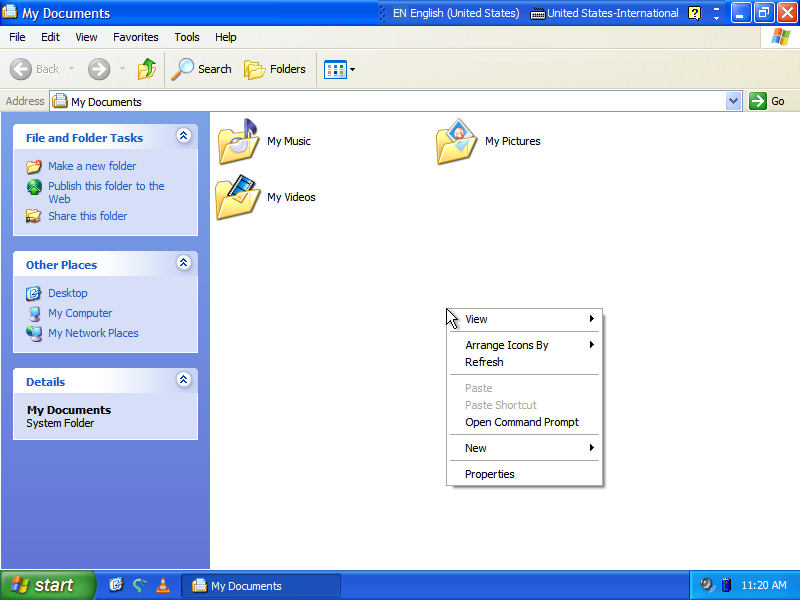 My Documents
EN English (United States)
United States-International
File Edit View Favorites Tools Help
Back
Search
Folders
Address
My Documents
Go
File and Folder Tasks
Make a new folder
Publish this folder to the
Web
Share this folder
Other Places
Desktop
My Computer
My Network Places
Details
My Documents
System Folder
My Music
My Pictures
My Videos
View
Arrange Icons By
Refresh
Paste
Paste Shortcut
Open Command Prompt
New
Properties
start
My Documents
11:20 AM